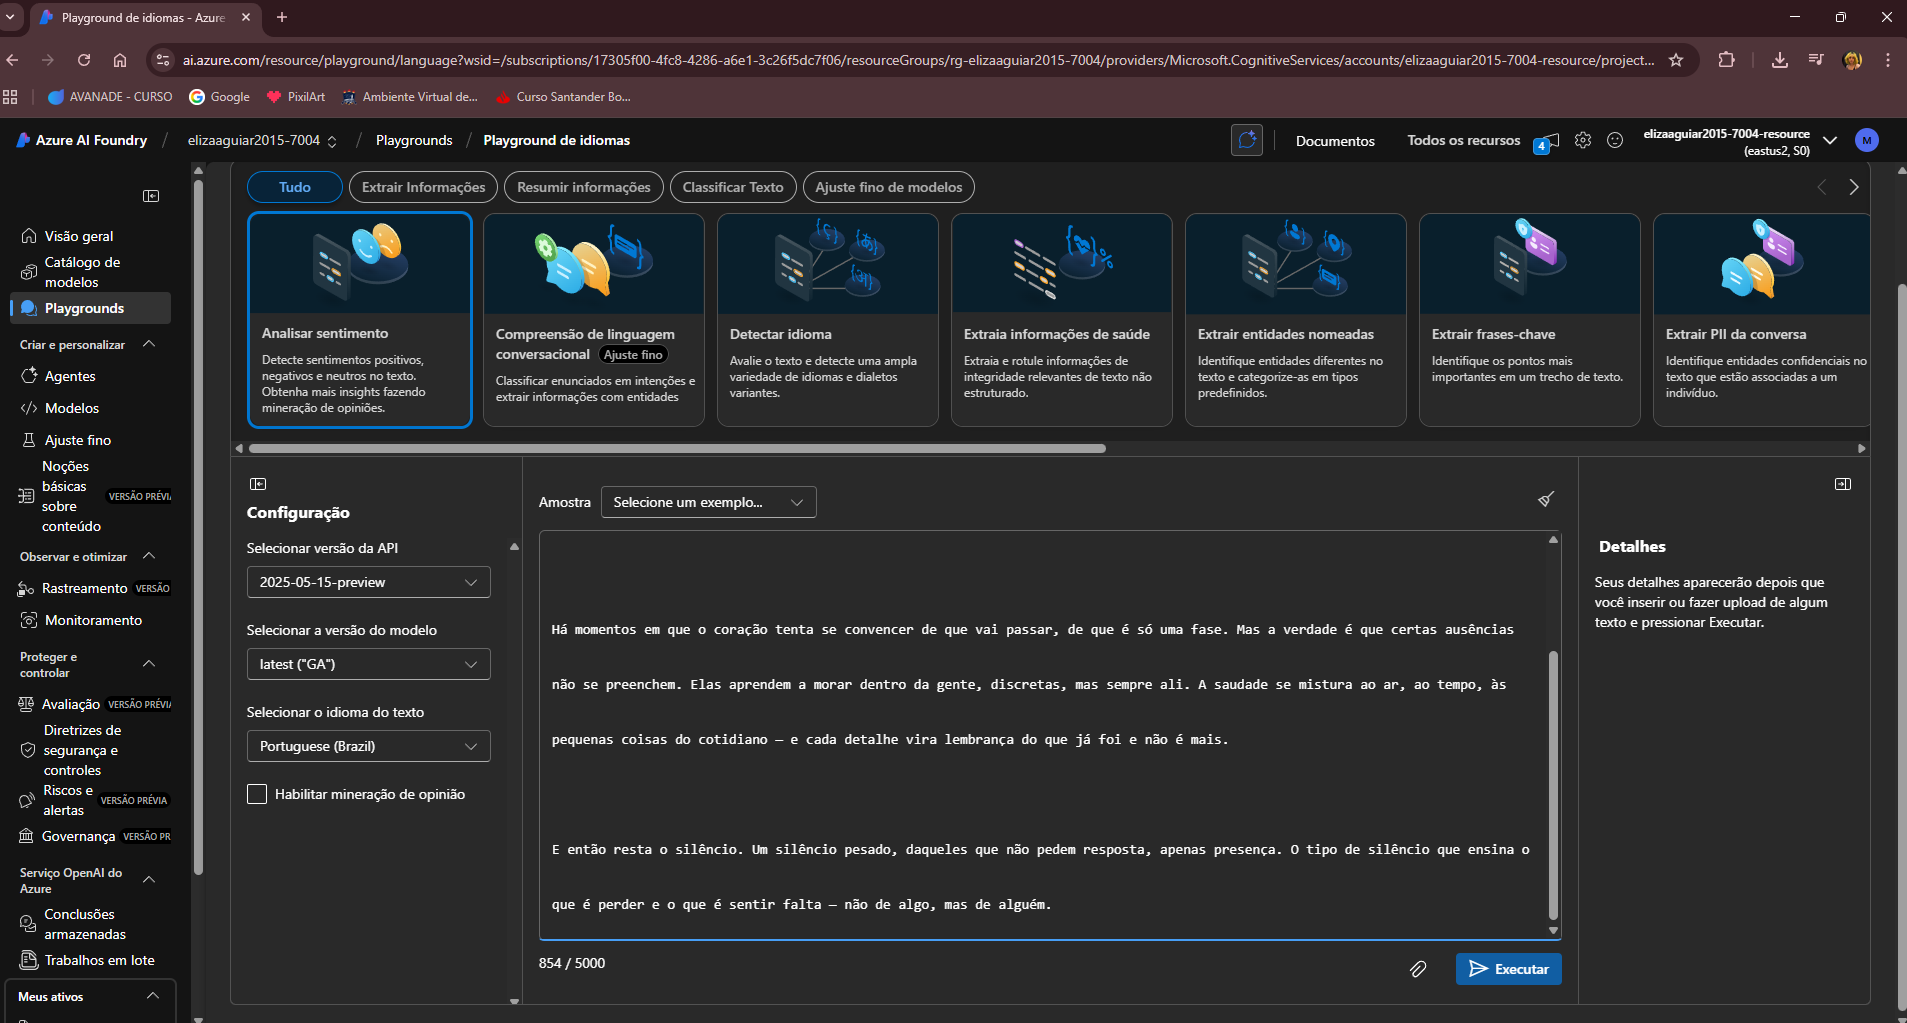 Playground de idiomas - Azure
ai.azure.com/resource/playground/language?wsid=/subscriptions/17305f00-4fc8-4286-a6e1-3c26f5dc7f06/resourceGroups/rg-elizaaguiar2015-7004/providers/Microsoft.CognitiveServices/accounts/elizaaguiar2015-7004-resource/project...
AVANADE - CURSO
Google
PixilArt
Ambiente Virtual de...
Curso Santander Bo...
Azure AI Foundry
/
elizaaguiar2015-7004
/
Playgrounds
/
Playground de idiomas
Documentos
Todos os recursos
4
elizaaguiar2015-7004-resource
(eastus2, S0)
M
Visão geral
Catálogo de
modelos
Playgrounds
Criar e personalizar
Agentes
Modelos
Ajuste fino
Noções
básicas
sobre
conteúdo
VERSÃO PRÉVIA
Observar e otimizar
Rastreamento VERSÃO
Monitoramento
Proteger e
controlar
Avaliação VERSÃO PRÉVIA
Diretrizes de
segurança e
controles
Riscos e
alertas
VERSÃO PRÉVIA
Governança VERSÃO PR
Serviço OpenAI do
Azure
Conclusões
armazenadas
Trabalhos em lote
Meus ativos
Tudo
Extrair Informações
Resumir informações
Classificar Texto
Ajuste fino de modelos
Analisar sentimento
Detecte sentimentos positivos,
negativos e neutros no texto.
Obtenha mais insights fazendo
mineração de opiniões.
Compreensão de linguagem
conversacional Ajuste fino
Classificar enunciados em intenções e
extrair informações com entidades
Detectar idioma
Avalie o texto e detecte uma ampla
variedade de idiomas e dialetos
variantes.
Extraia informações de saúde
Extraia e rotule informações de
integridade relevantes de texto não
estruturado.
Extrair entidades nomeadas
Identifique entidades diferentes no
texto e categorize-as em tipos
predefinidos.
Extrair frases-chave
Identifique os pontos mais
importantes em um trecho de texto.
Extrair PII da conversa
Identifique entidades confidenciais no
texto que estão associadas a um
indivíduo.
Configuração
Selecionar versão da API
2025-05-15-preview
Selecionar a versão do modelo
latest ("GA")
Selecionar o idioma do texto
Portuguese (Brazil)
Habilitar mineração de opinião
Amostra
Selecione um exemplo...
Há momentos em que o coração tenta se convencer de que vai passar, de que é só uma fase. Mas a verdade é que certas ausências
não se preenchem. Elas aprendem a morar dentro da gente, discretas, mas sempre ali. A saudade se mistura ao ar, ao tempo, às
pequenas coisas do cotidiano — e cada detalhe vira lembrança do que já foi e não é mais.
E então resta o silêncio. Um silêncio pesado, daqueles que não pedem resposta, apenas presença. O tipo de silêncio que ensina o
que é perder e o que é sentir falta — não de algo, mas de alguém.
854 / 5000
Executar
Detalhes
Seus detalhes aparecerão depois que
você inserir ou fazer upload de algum
texto e pressionar Executar.